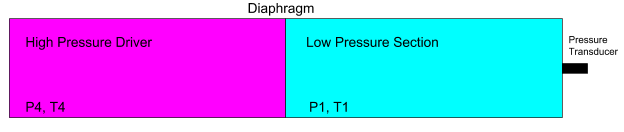 Diaphragm
High Pressure Driver
Low Pressure Section
Pressure
Transducer
P4, T4
P1, T1